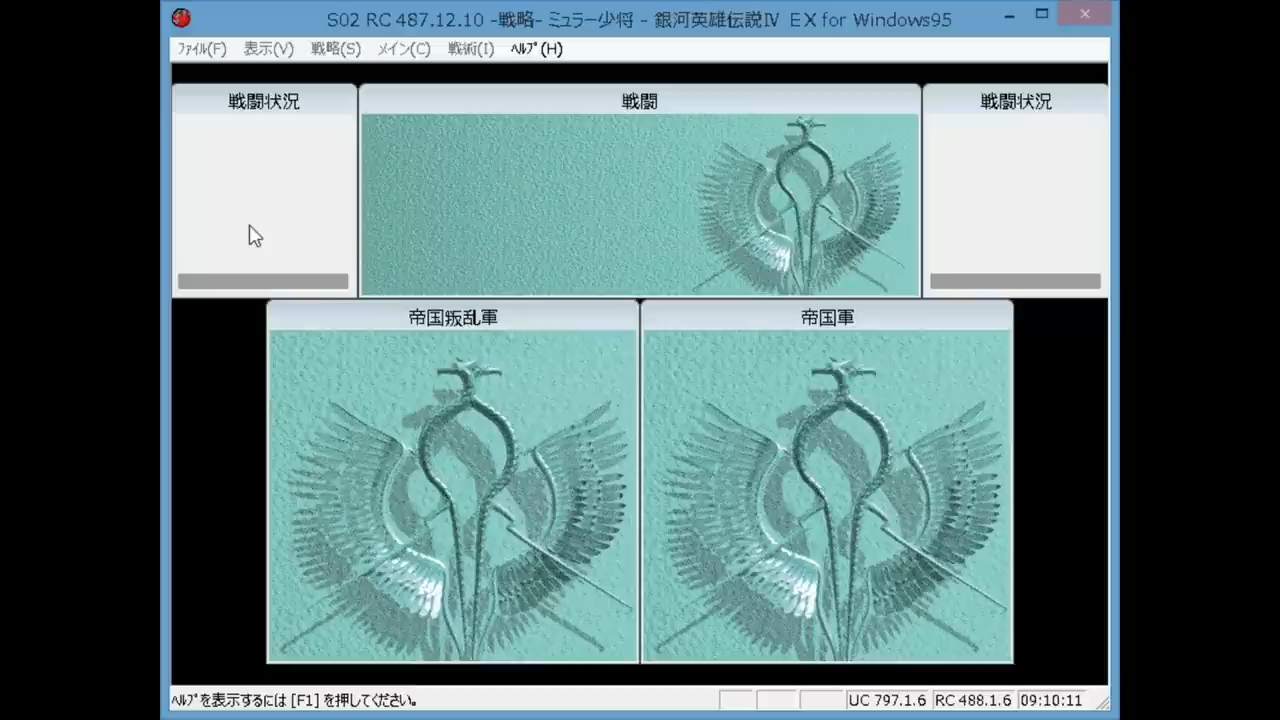 S02 RC 487.12.10 -戦略- ミュラー少将 - 銀河英雄伝説Ⅳ EX for Windows95
ﾌｧｲﾙ(F) 表示(V) 戦略(S) メイン(C) 戦術(I) ﾍﾙﾌﾟ(H)
戦闘状況 戦闘 戦闘状況
帝国叛乱軍 帝国軍
ﾍﾙﾌﾟを表示するには [F1] を押してください。 UC 797.1.6 RC 488.1.6 09:10:11